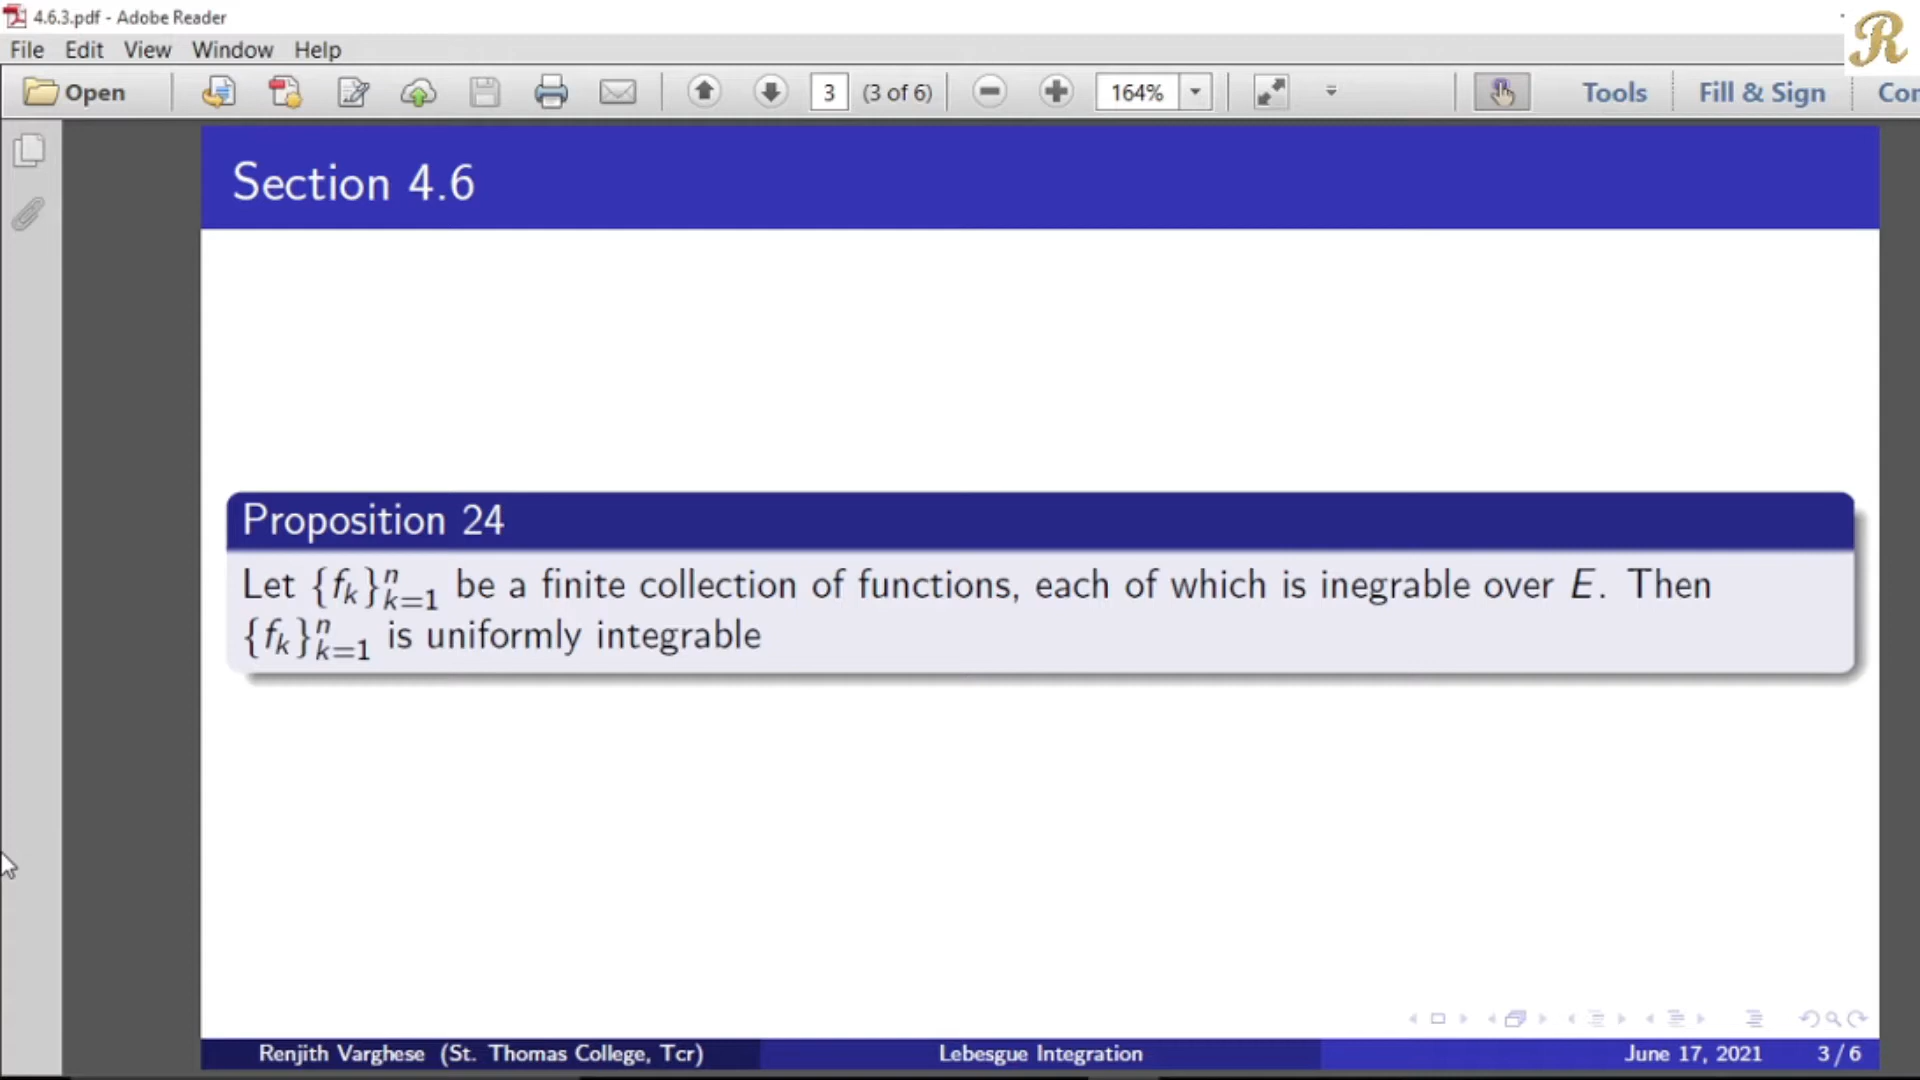 4.6.3.pdf - Adobe Reader
R
File Edit View Window Help
Open 3 (3 of 6) 164% Tools Fill & Sign Cor
Section 4.6
Proposition 24
Let {f_k}_{k=1}^n be a finite collection of functions, each of which is inegrable over E. Then
{f_k}_{k=1}^n is uniformly integrable
Renjith Varghese (St. Thomas College, Tcr) Lebesgue Integration June 17, 2021 3 / 6